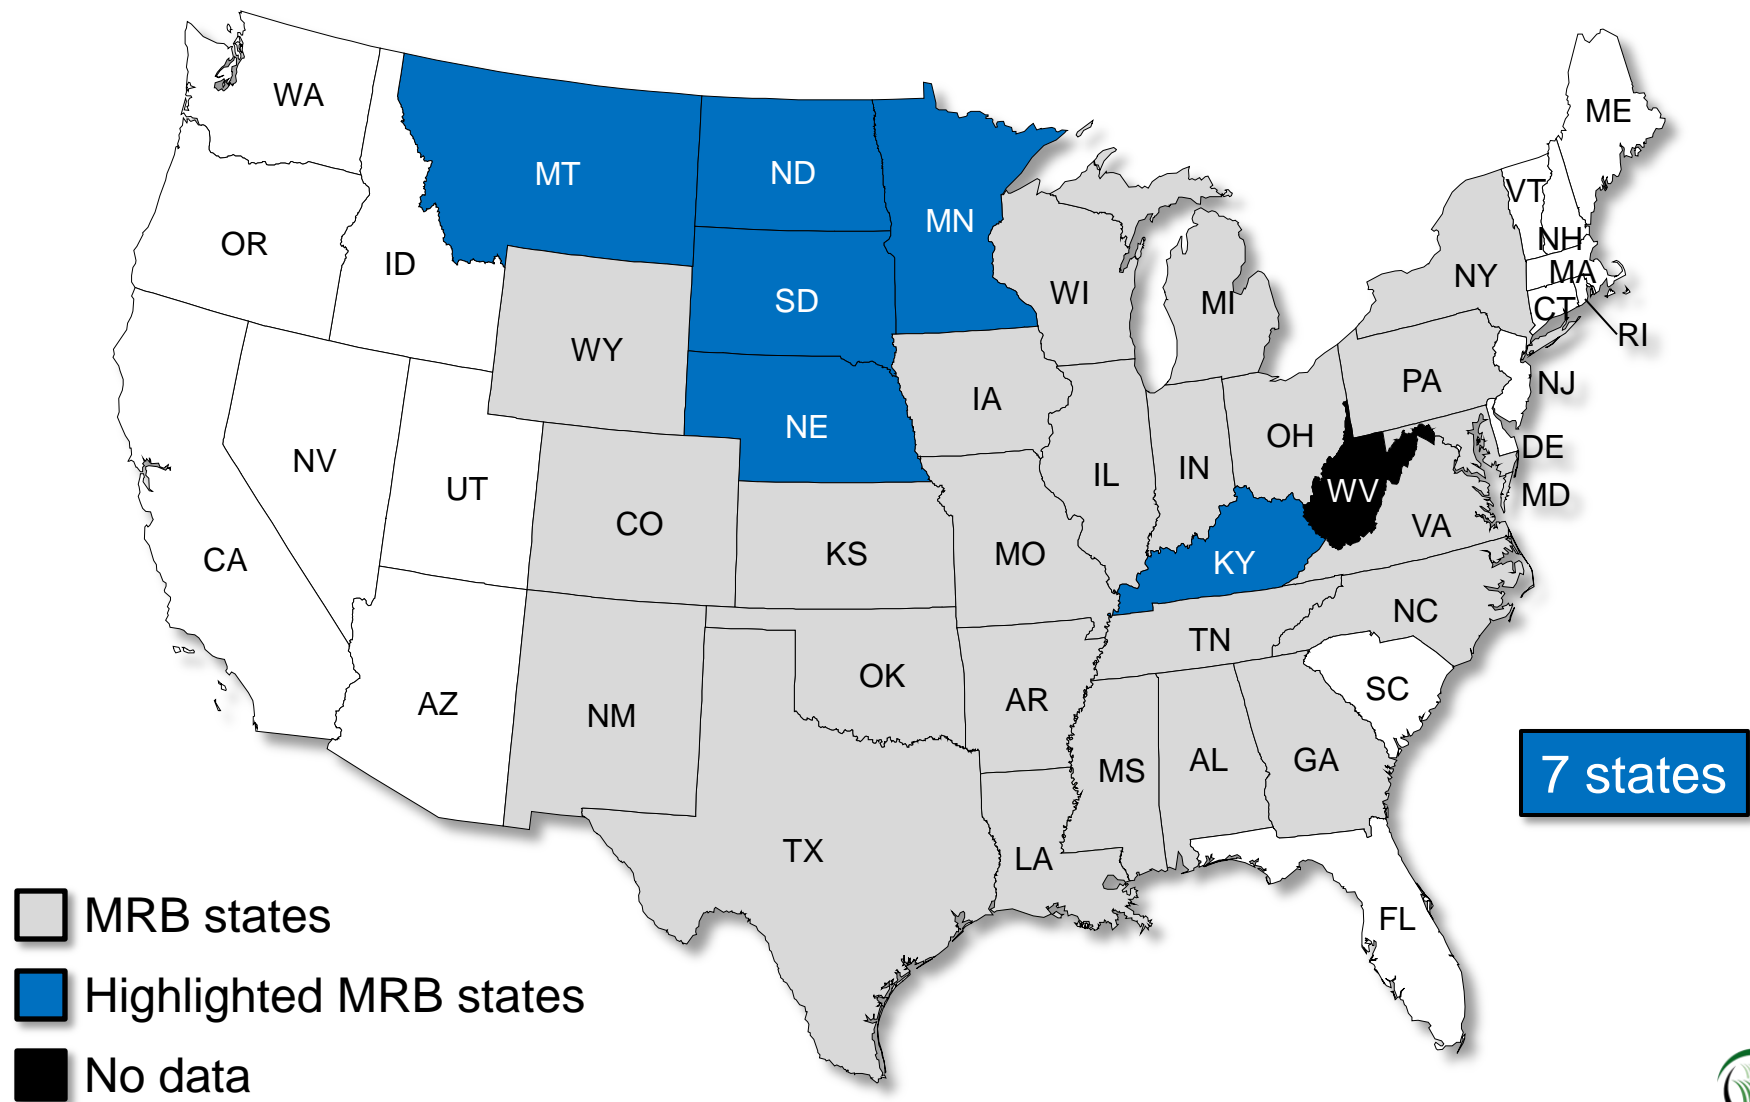 WA
ME
MT
ND
VT
MN
NH
OR
ID
MA
NY
SD
WI
MI
CT
RI
WY
PA
NJ
IA
NE
OH
DE
NV
IN
IL
UT
WV
MD
CO
VA
KS
MO
CA
KY
NC
TN
OK
SC
AZ
AR
NM
MS
AL
GA
7 states
TX
LA
MRB states
FL
Highlighted MRB states
No data